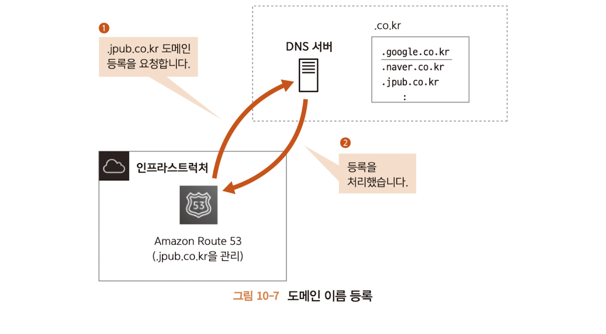 1
.jpub.co.kr 도메인
등록을 요청합니다.
DNS 서버
.co.kr
.google.co.kr
.naver.co.kr
.jpub.co.kr
:
2
등록을
처리했습니다.
인프라스트럭처
53
Amazon Route 53
(.jpub.co.kr을 관리)
그림 10-7 도메인 이름 등록